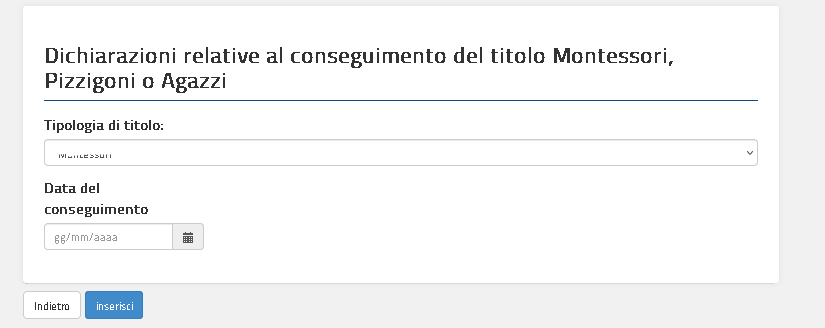 Dichiarazioni relative al conseguimento del titolo Montessori,
Pizzigoni o Agazzi
Tipologia di titolo:
Montessori
Data del
conseguimento
gg/mm/aaaa
Indietro inserisci